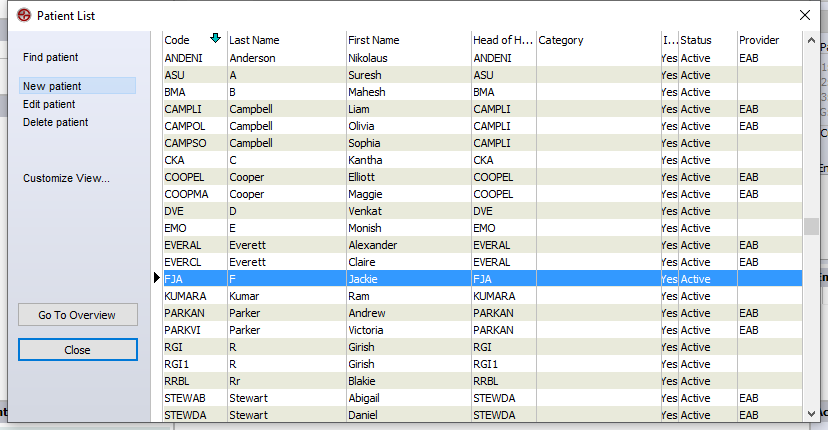 Patient List
Find patient
New patient
Edit patient
Delete patient
Customize View...
Go To Overview
Close
Code Last Name First Name Head of H... Category I... Status Provider
ANDENI Anderson Nikolaus ANDENI Yes Active EAB
ASU A Suresh ASU Yes Active
BMA B Mahesh BMA Yes Active
CAMPLI Campbell Liam CAMPLI Yes Active EAB
CAMPOL Campbell Olivia CAMPLI Yes Active EAB
CAMPSO Campbell Sophia CAMPLI Yes Active
CKA C Kantha CKA Yes Active
COOPEL Cooper Elliott COOPEL Yes Active EAB
COOPMA Cooper Maggie COOPEL Yes Active EAB
DVE D Venkat DVE Yes Active
EMO E Monish EMO Yes Active
EVERAL Everett Alexander EVERAL Yes Active EAB
EVERCL Everett Claire EVERAL Yes Active EAB
FJA F Jackie FJA Yes Active
KUMARA Kumar Ram KUMARA Yes Active
PARKAN Parker Andrew PARKAN Yes Active EAB
PARKVI Parker Victoria PARKAN Yes Active EAB
RGI R Girish RGI Yes Active
RGI1 R Girish RGI1 Yes Active
RRBL Rr Blakie RRBL Yes Active
STEWAB Stewart Abigail STEWDA Yes Active EAB
STEWDA Stewart Daniel STEWDA Yes Active EAB